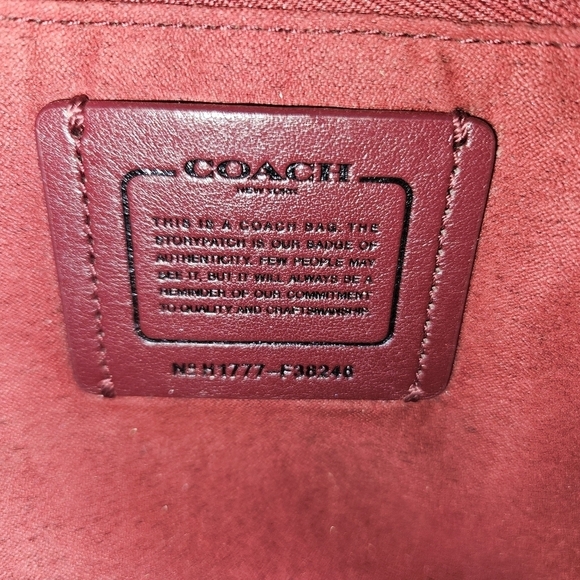 COACH
NEW YORK
THIS IS A COACH BAG. THE
STORYPATCH IS OUR BADGE OF
AUTHENTICITY. FEW PEOPLE MAY
SEE IT, BUT IT WILL ALWAYS BE A
REMINDER OF OUR COMMITMENT
TO QUALITY AND CRAFTSMANSHIP.
Nº H1777-F38246